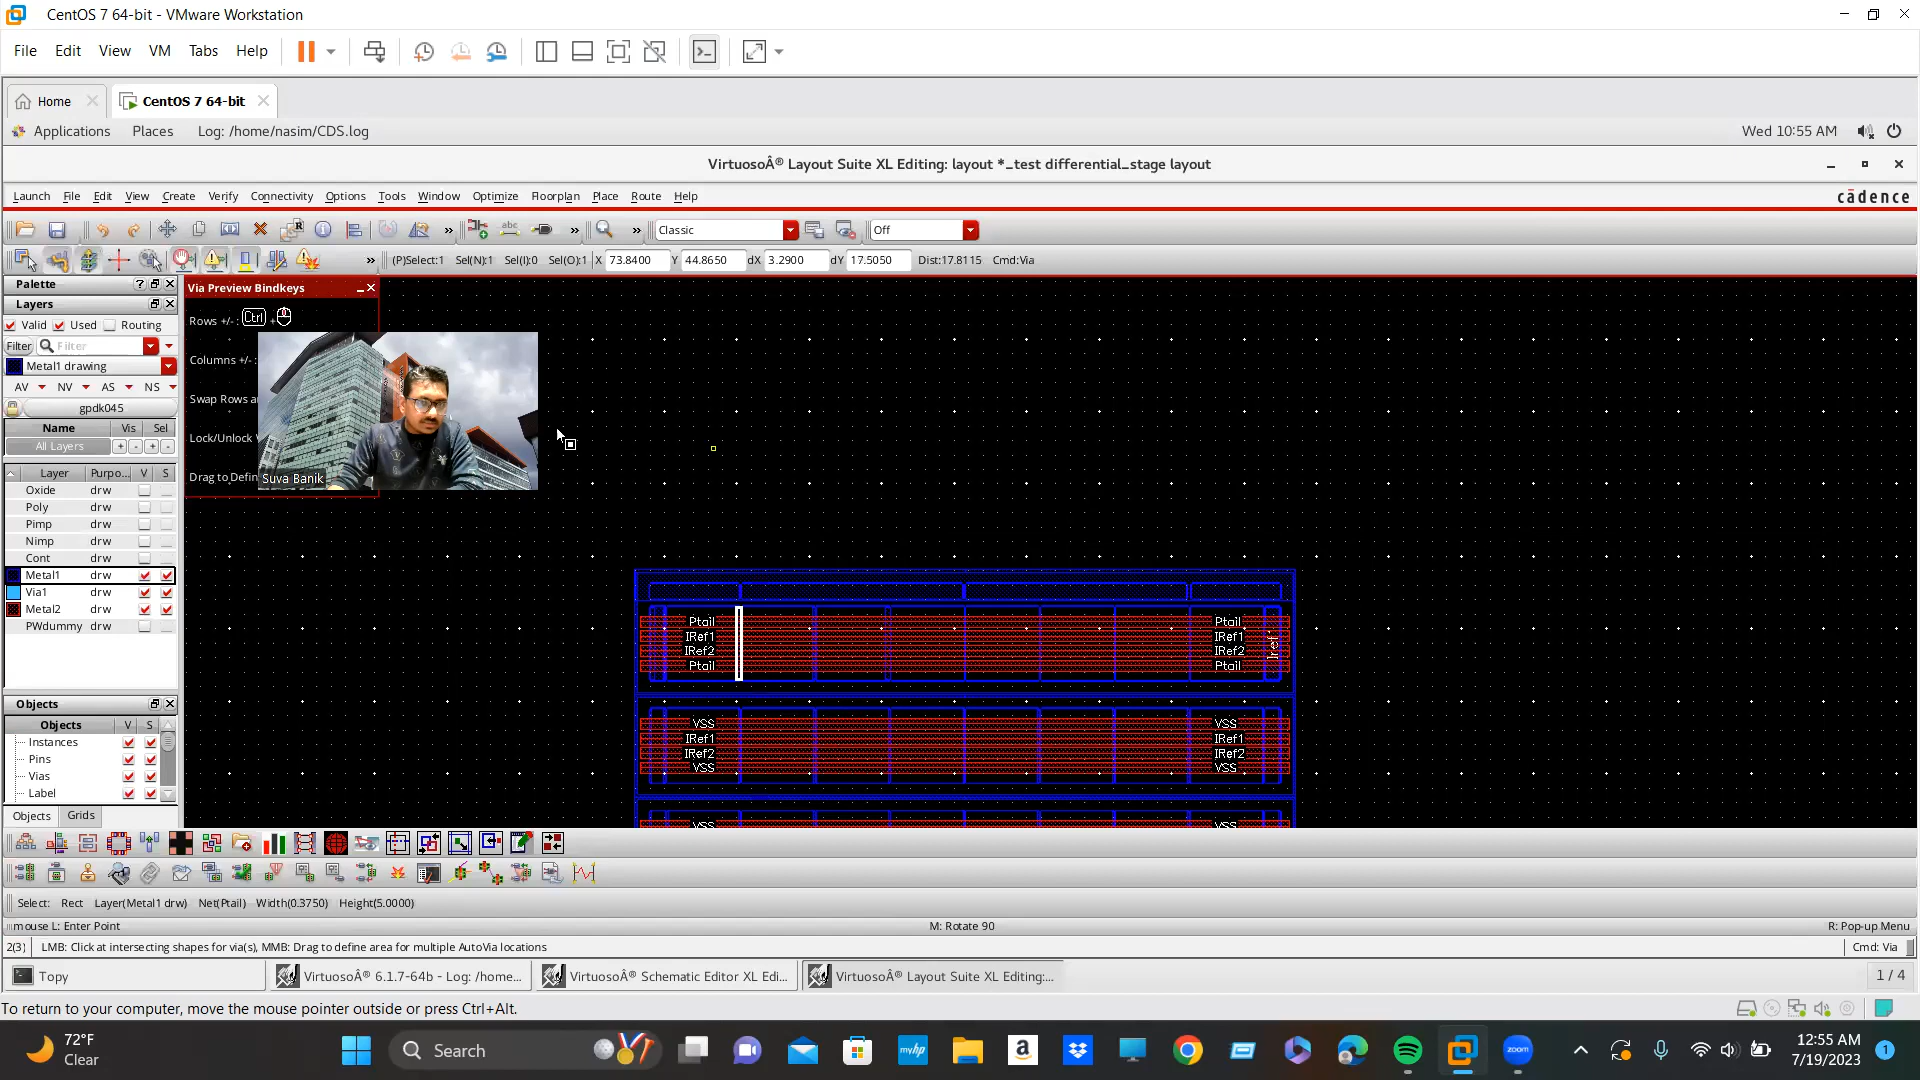 CentOS 7 64-bit - VMware Workstation
File Edit View VM Tabs Help
Home CentOS 7 64-bit
Applications Places Log: /home/nasim/CDS.log Wed 10:55 AM
VirtuosoÂ® Layout Suite XL Editing: layout *_test differential_stage layout
Launch File Edit View Create Verify Connectivity Options Tools Window Optimize Floorplan Place Route Help cādence
Classic Off
(P)Select:1 Sel(N):1 Sel(I):0 Sel(O):1 X 73.8400 Y 44.8650 dX 3.2900 dY 17.5050 Dist:17.8115 Cmd:Via
Palette
Layers
Valid Used Routing
Filter Filter
Metal1 drawing
AV NV AS NS
gpdk045
Name Vis Sel
All Layers + - + -
Layer Purpo... V S
Oxide drw
Poly drw
Pimp drw
Nimp drw
Cont drw
Metal1 drw
Via1 drw
Metal2 drw
PWdummy drw
Objects
Objects V S
Instances
Pins
Vias
Label
Objects Grids
Via Preview Bindkeys
Rows +/- : Ctrl +
Columns +/- :
Swap Rows a
Lock/Unlock
Drag to Defin
Suva Banik
Ptail Ptail
IRef1 IRef1
IRef2 IRef2
Ptail Ptail
Iref
VSS VSS
IRef1 IRef1
IRef2 IRef2
VSS VSS
VSS VSS
Select: Rect Layer(Metal1 drw) Net(Ptail) Width(0.3750) Height(5.0000)
mouse L: Enter Point M: Rotate 90 R: Pop-up Menu
2(3) LMB: Click at intersecting shapes for via(s), MMB: Drag to define area for multiple AutoVia locations Cmd: Via
Topy VirtuosoÂ® 6.1.7-64b - Log: /home... VirtuosoÂ® Schematic Editor XL Edi... VirtuosoÂ® Layout Suite XL Editing:... 1 / 4
To return to your computer, move the mouse pointer outside or press Ctrl+Alt.
72°F
Clear
Search
myhp
zoom
12:55 AM
7/19/2023
1